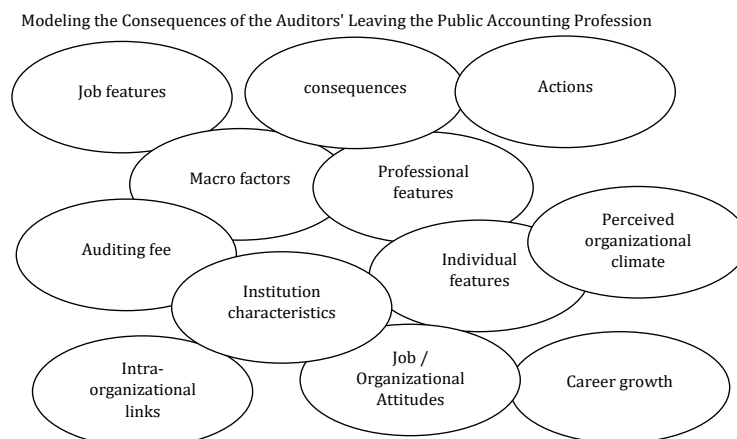 Modeling the Consequences of the Auditors' Leaving the Public Accounting Profession
Job features
consequences
Actions
Macro factors
Professional
features
Auditing fee
Perceived
organizational
climate
Individual
features
Institution
characteristics
Intra-
organizational
links
Job /
Organizational
Attitudes
Career growth